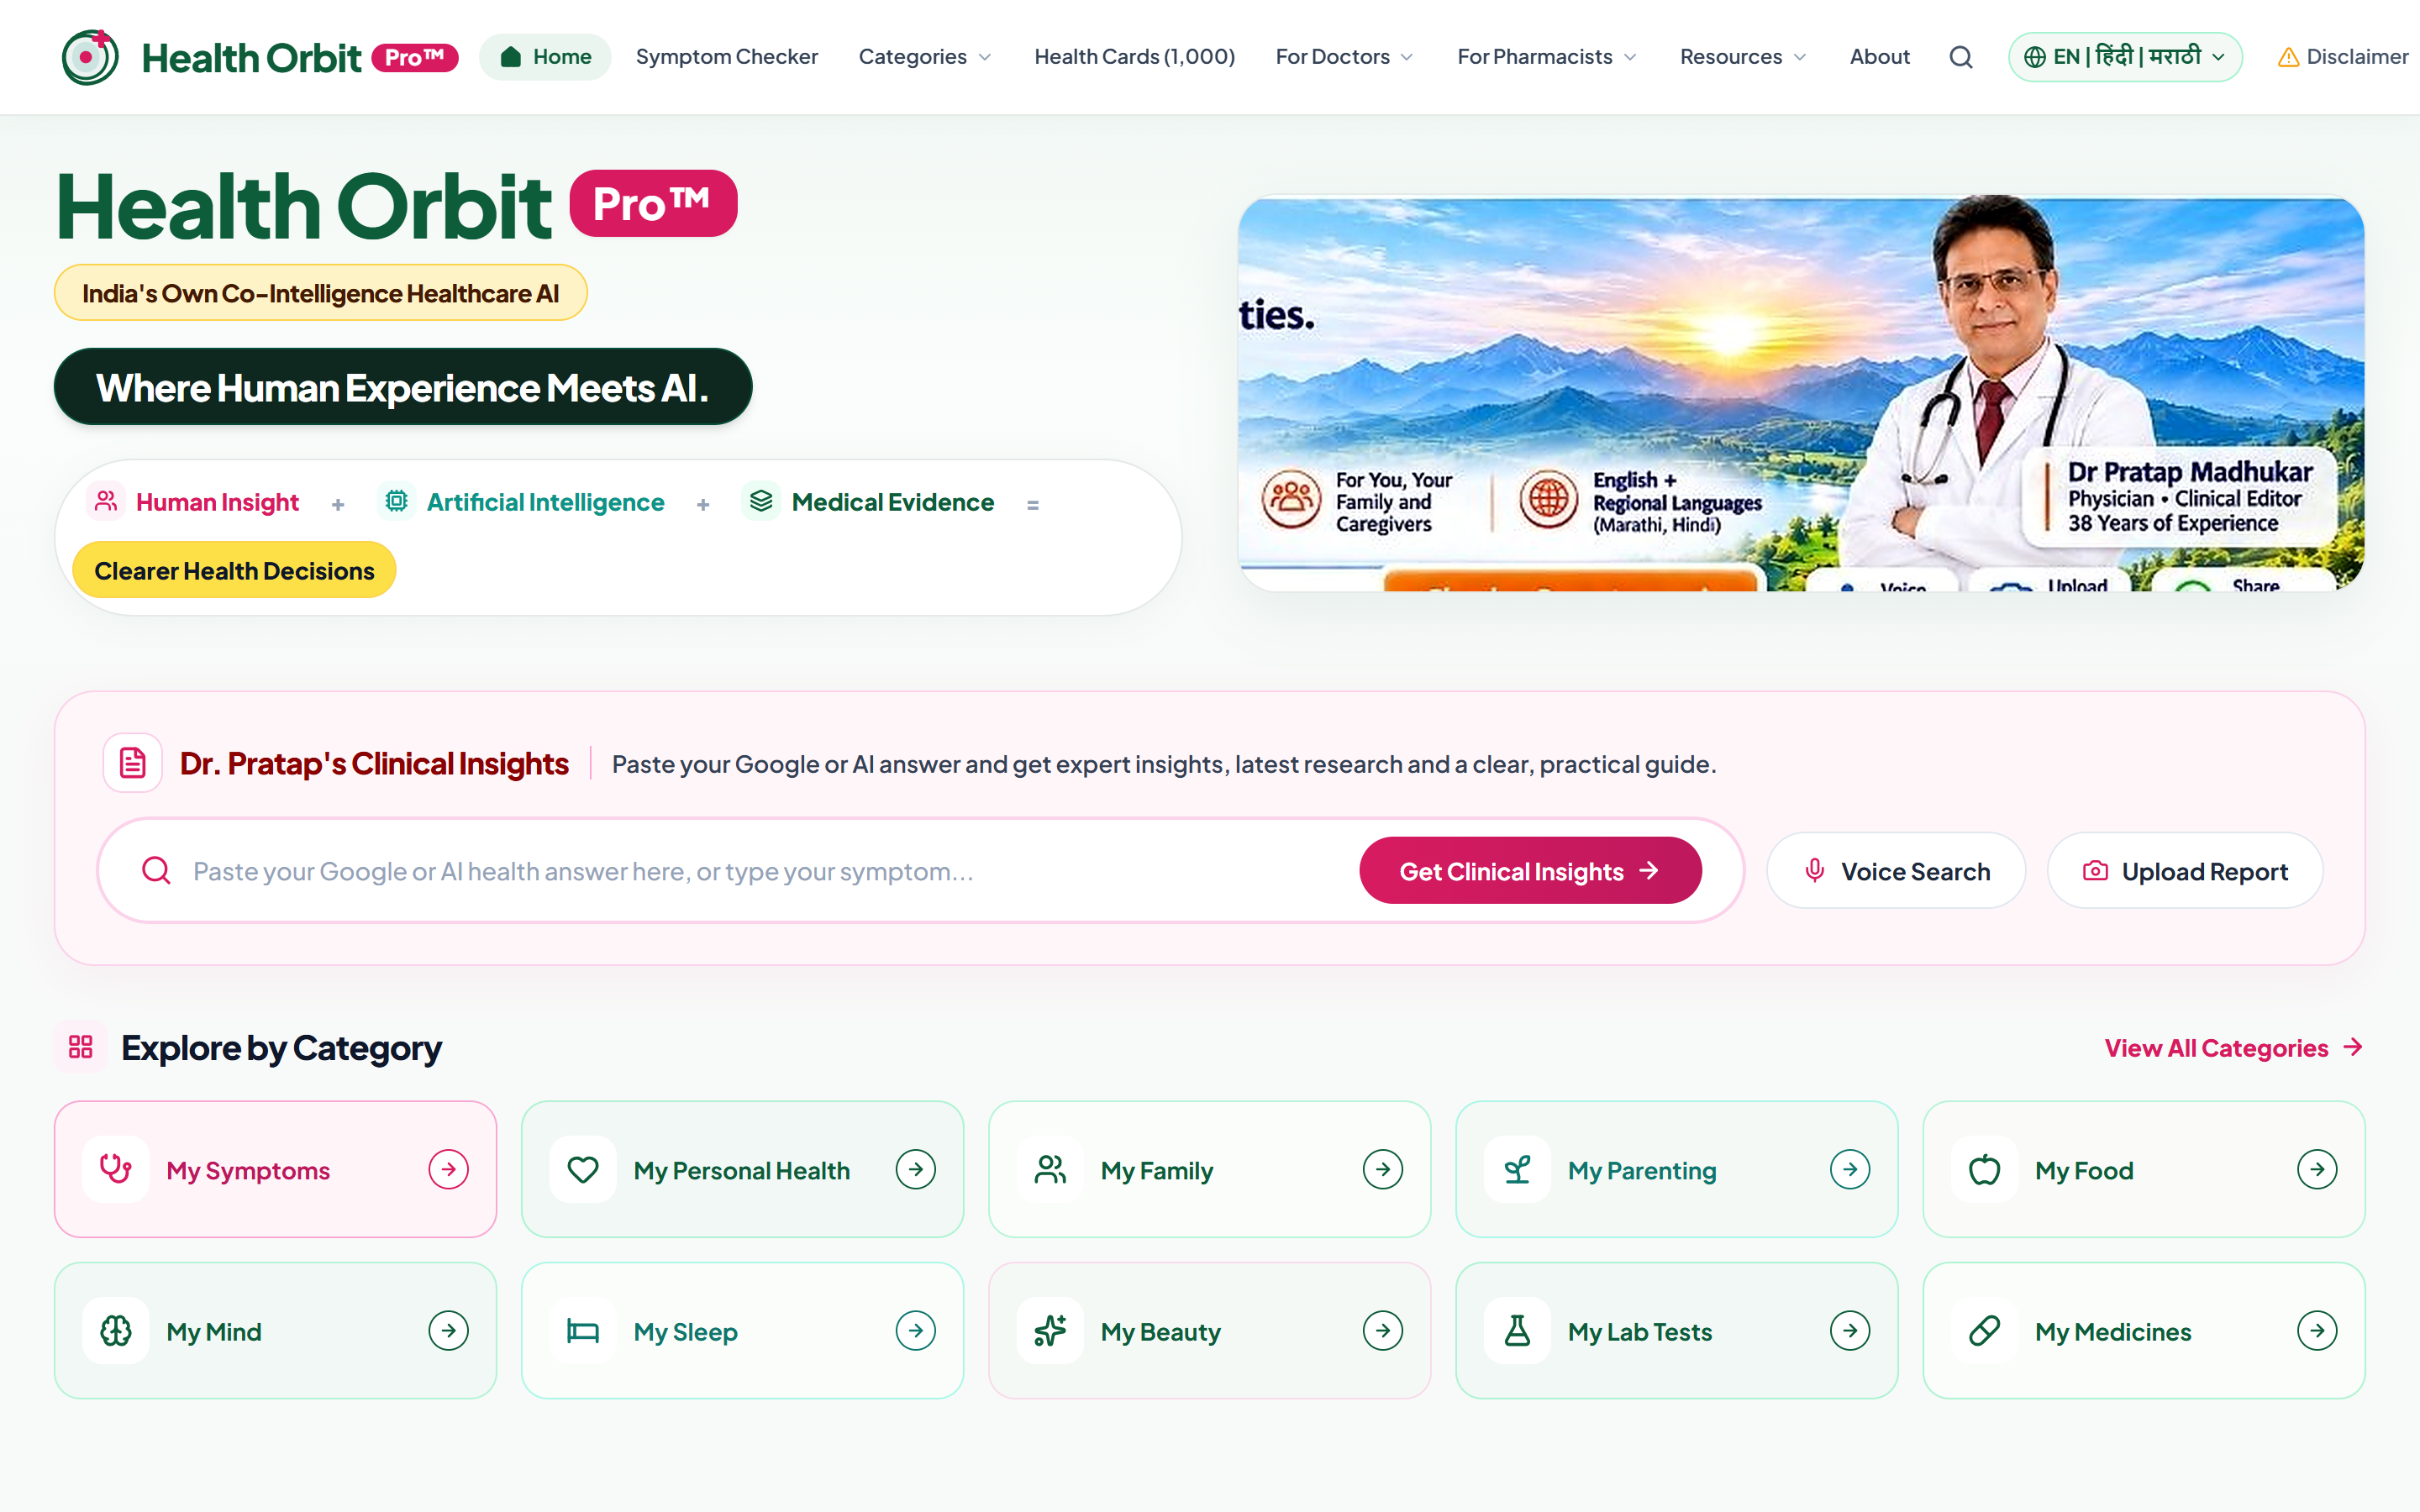 Health Orbit Pro™ Home Symptom Checker Categories Health Cards (1,000) For Doctors For Pharmacists Resources About EN | हिंदी | मराठी Disclaimer
Health Orbit Pro™
India's Own Co-Intelligence Healthcare AI
Where Human Experience Meets AI.
Human Insight + Artificial Intelligence + Medical Evidence =
Clearer Health Decisions
ties.
For You, Your
Family and
Caregivers
English +
Regional Languages
(Marathi, Hindi)
Dr Pratap Madhukar
Physician • Clinical Editor
38 Years of Experience
Voice
Upload
Share
Dr. Pratap's Clinical Insights Paste your Google or AI answer and get expert insights, latest research and a clear, practical guide.
Paste your Google or AI health answer here, or type your symptom... Get Clinical Insights → Voice Search Upload Report
Explore by Category View All Categories →
My Symptoms My Personal Health My Family My Parenting My Food
My Mind My Sleep My Beauty My Lab Tests My Medicines